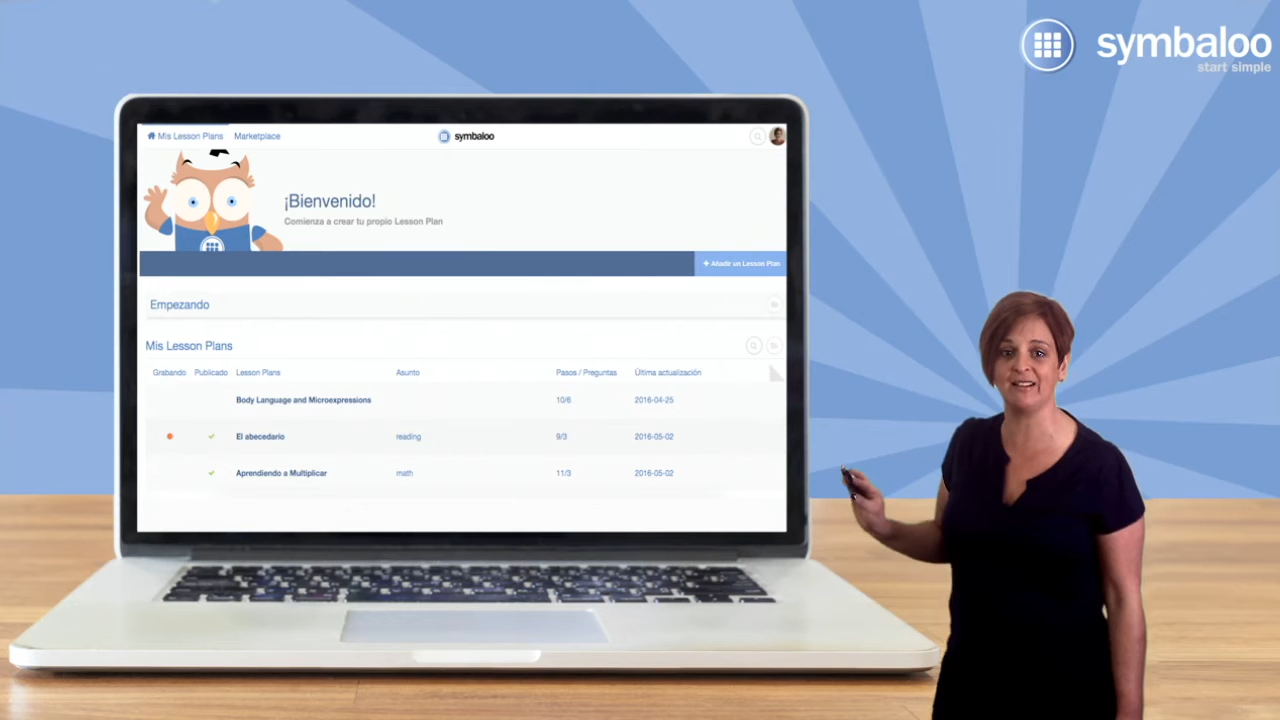 symbaloo
start simple
Mis Lesson Plans Marketplace symbaloo
¡Bienvenido!
Comienza a crear tu propio Lesson Plan
+ Añadir un Lesson Plan
Empezando
Mis Lesson Plans
Grabando Publicado Lesson Plans Asunto Pasos / Preguntas Última actualización
Body Language and Microexpressions 10/6 2016-04-25
El abecedario reading 9/3 2016-05-02
Aprendiendo a Multiplicar math 11/3 2016-05-02